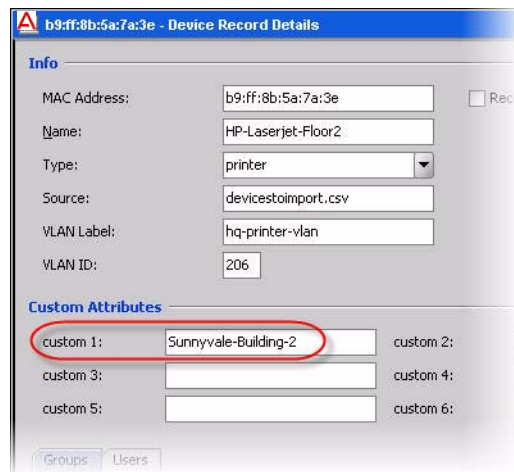 b9:ff:8b:5a:7a:3e - Device Record Details
Info
MAC Address: b9:ff:8b:5a:7a:3e
Name: HP-Laserjet-Floor2
Type: printer
Source: devicestoimport.csv
VLAN Label: hq-printer-vlan
VLAN ID: 206
Custom Attributes
custom 1: Sunnyvale-Building-2 custom 2:
custom 3: custom 4:
custom 5: custom 6:
Groups Users